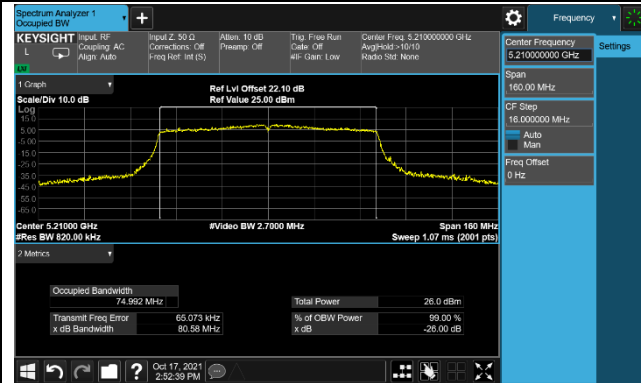 Spectrum Analyzer 1
Occupied BW
+
Frequency
KEYSIGHT Input: RF Input Z: 50 Ω Atten: 10 dB Trig: Free Run Center Freq: 5.210000000 GHz
L Coupling: AC Corrections: Off Preamp: Off Gate: Off Avg|Hold:>10/10
Align: Auto Freq Ref: Int (S) #IF Gain: Low Radio Std: None
LXI
Center Frequency
5.210000000 GHz
Settings
Span
160.00 MHz
CF Step
16.000000 MHz
Auto
Man
Freq Offset
0 Hz
1 Graph
Ref Lvl Offset 22.10 dB
Scale/Div 10.0 dB Ref Value 25.00 dBm
Log
15.0
5.00
-5.00
-15.0
-25.0
-35.0
-45.0
-55.0
-65.0
Center 5.21000 GHz #Video BW 2.7000 MHz Span 160 MHz
#Res BW 820.00 kHz Sweep 1.07 ms (2001 pts)
2 Metrics
Occupied Bandwidth
74.992 MHz Total Power 26.0 dBm
Transmit Freq Error 65.073 kHz % of OBW Power 99.00 %
x dB Bandwidth 80.58 MHz x dB -26.00 dB
? Oct 17, 2021
2:52:39 PM